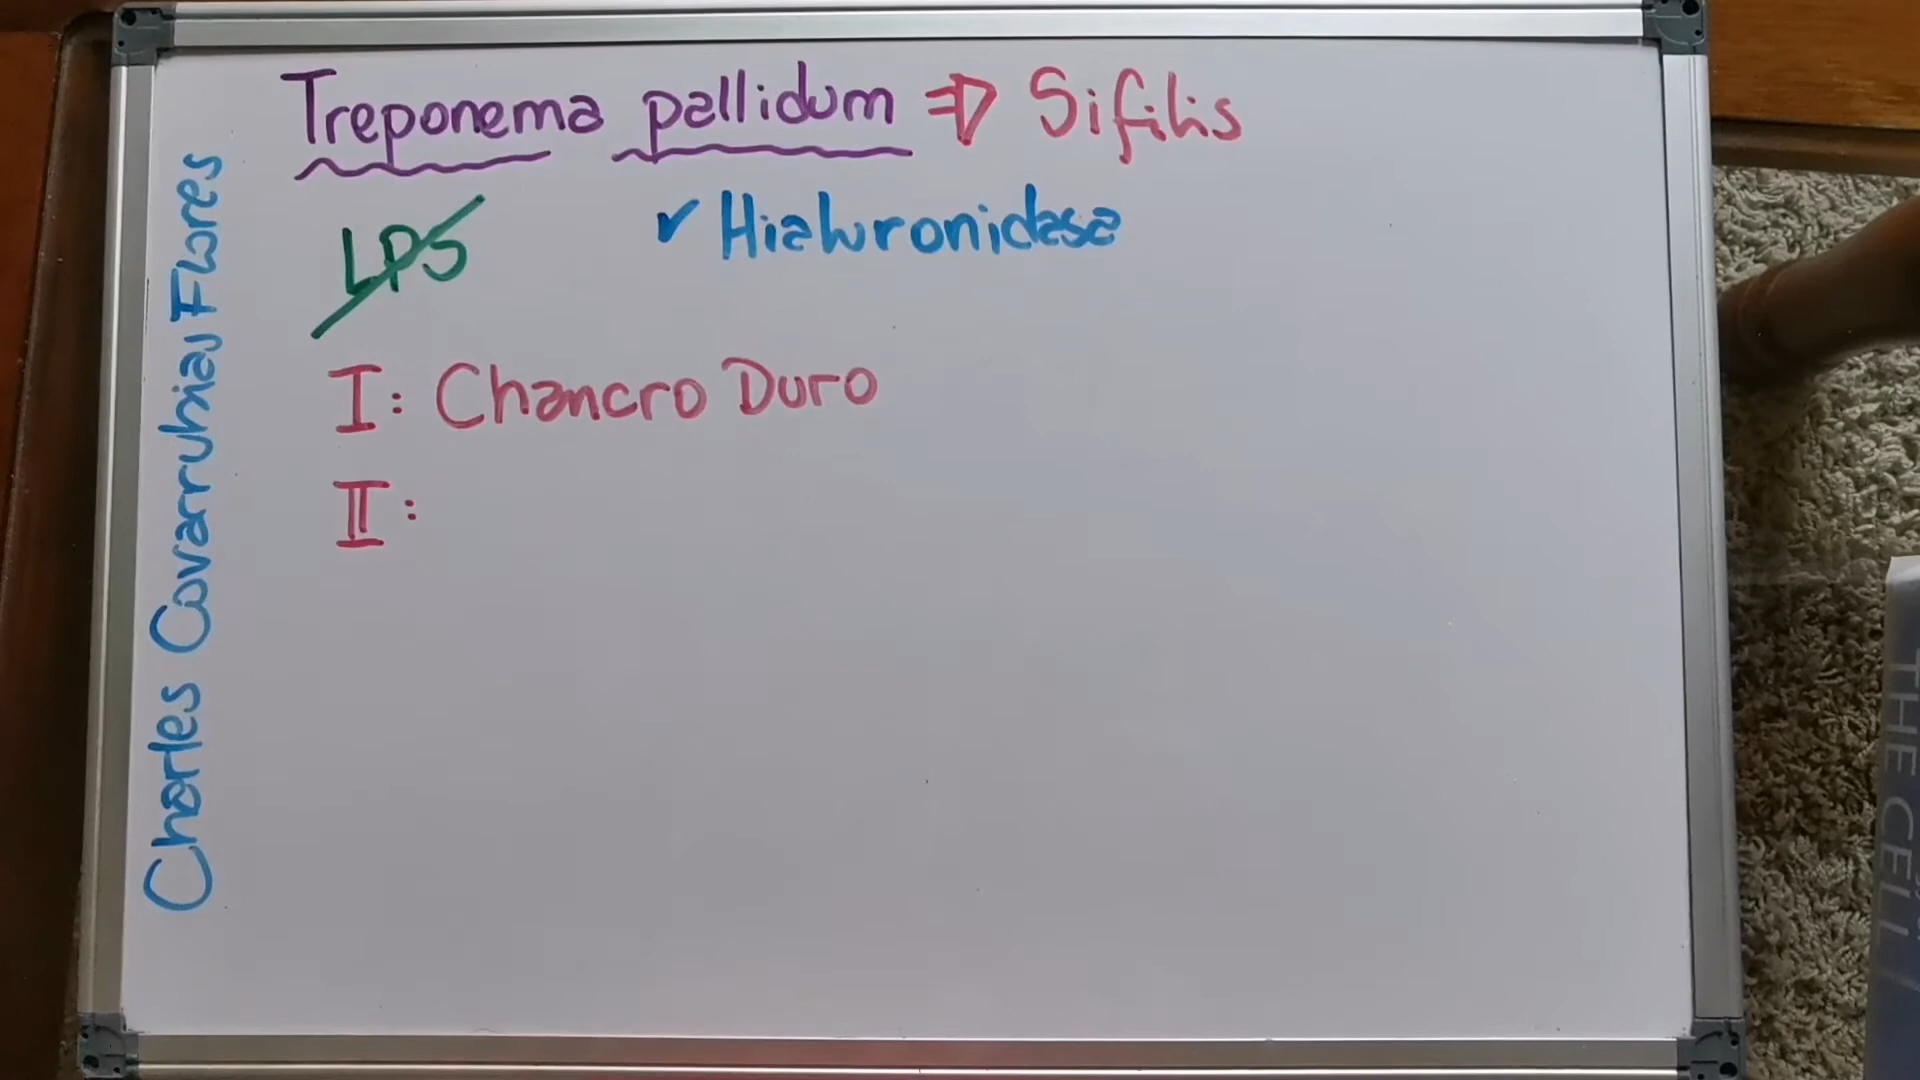 Treponema pallidum ⇒ Sifilis
LPS ✓ Hialuronidasa
I: Chancro Duro
II:
Charles Covarrubias Flores
THE CELL